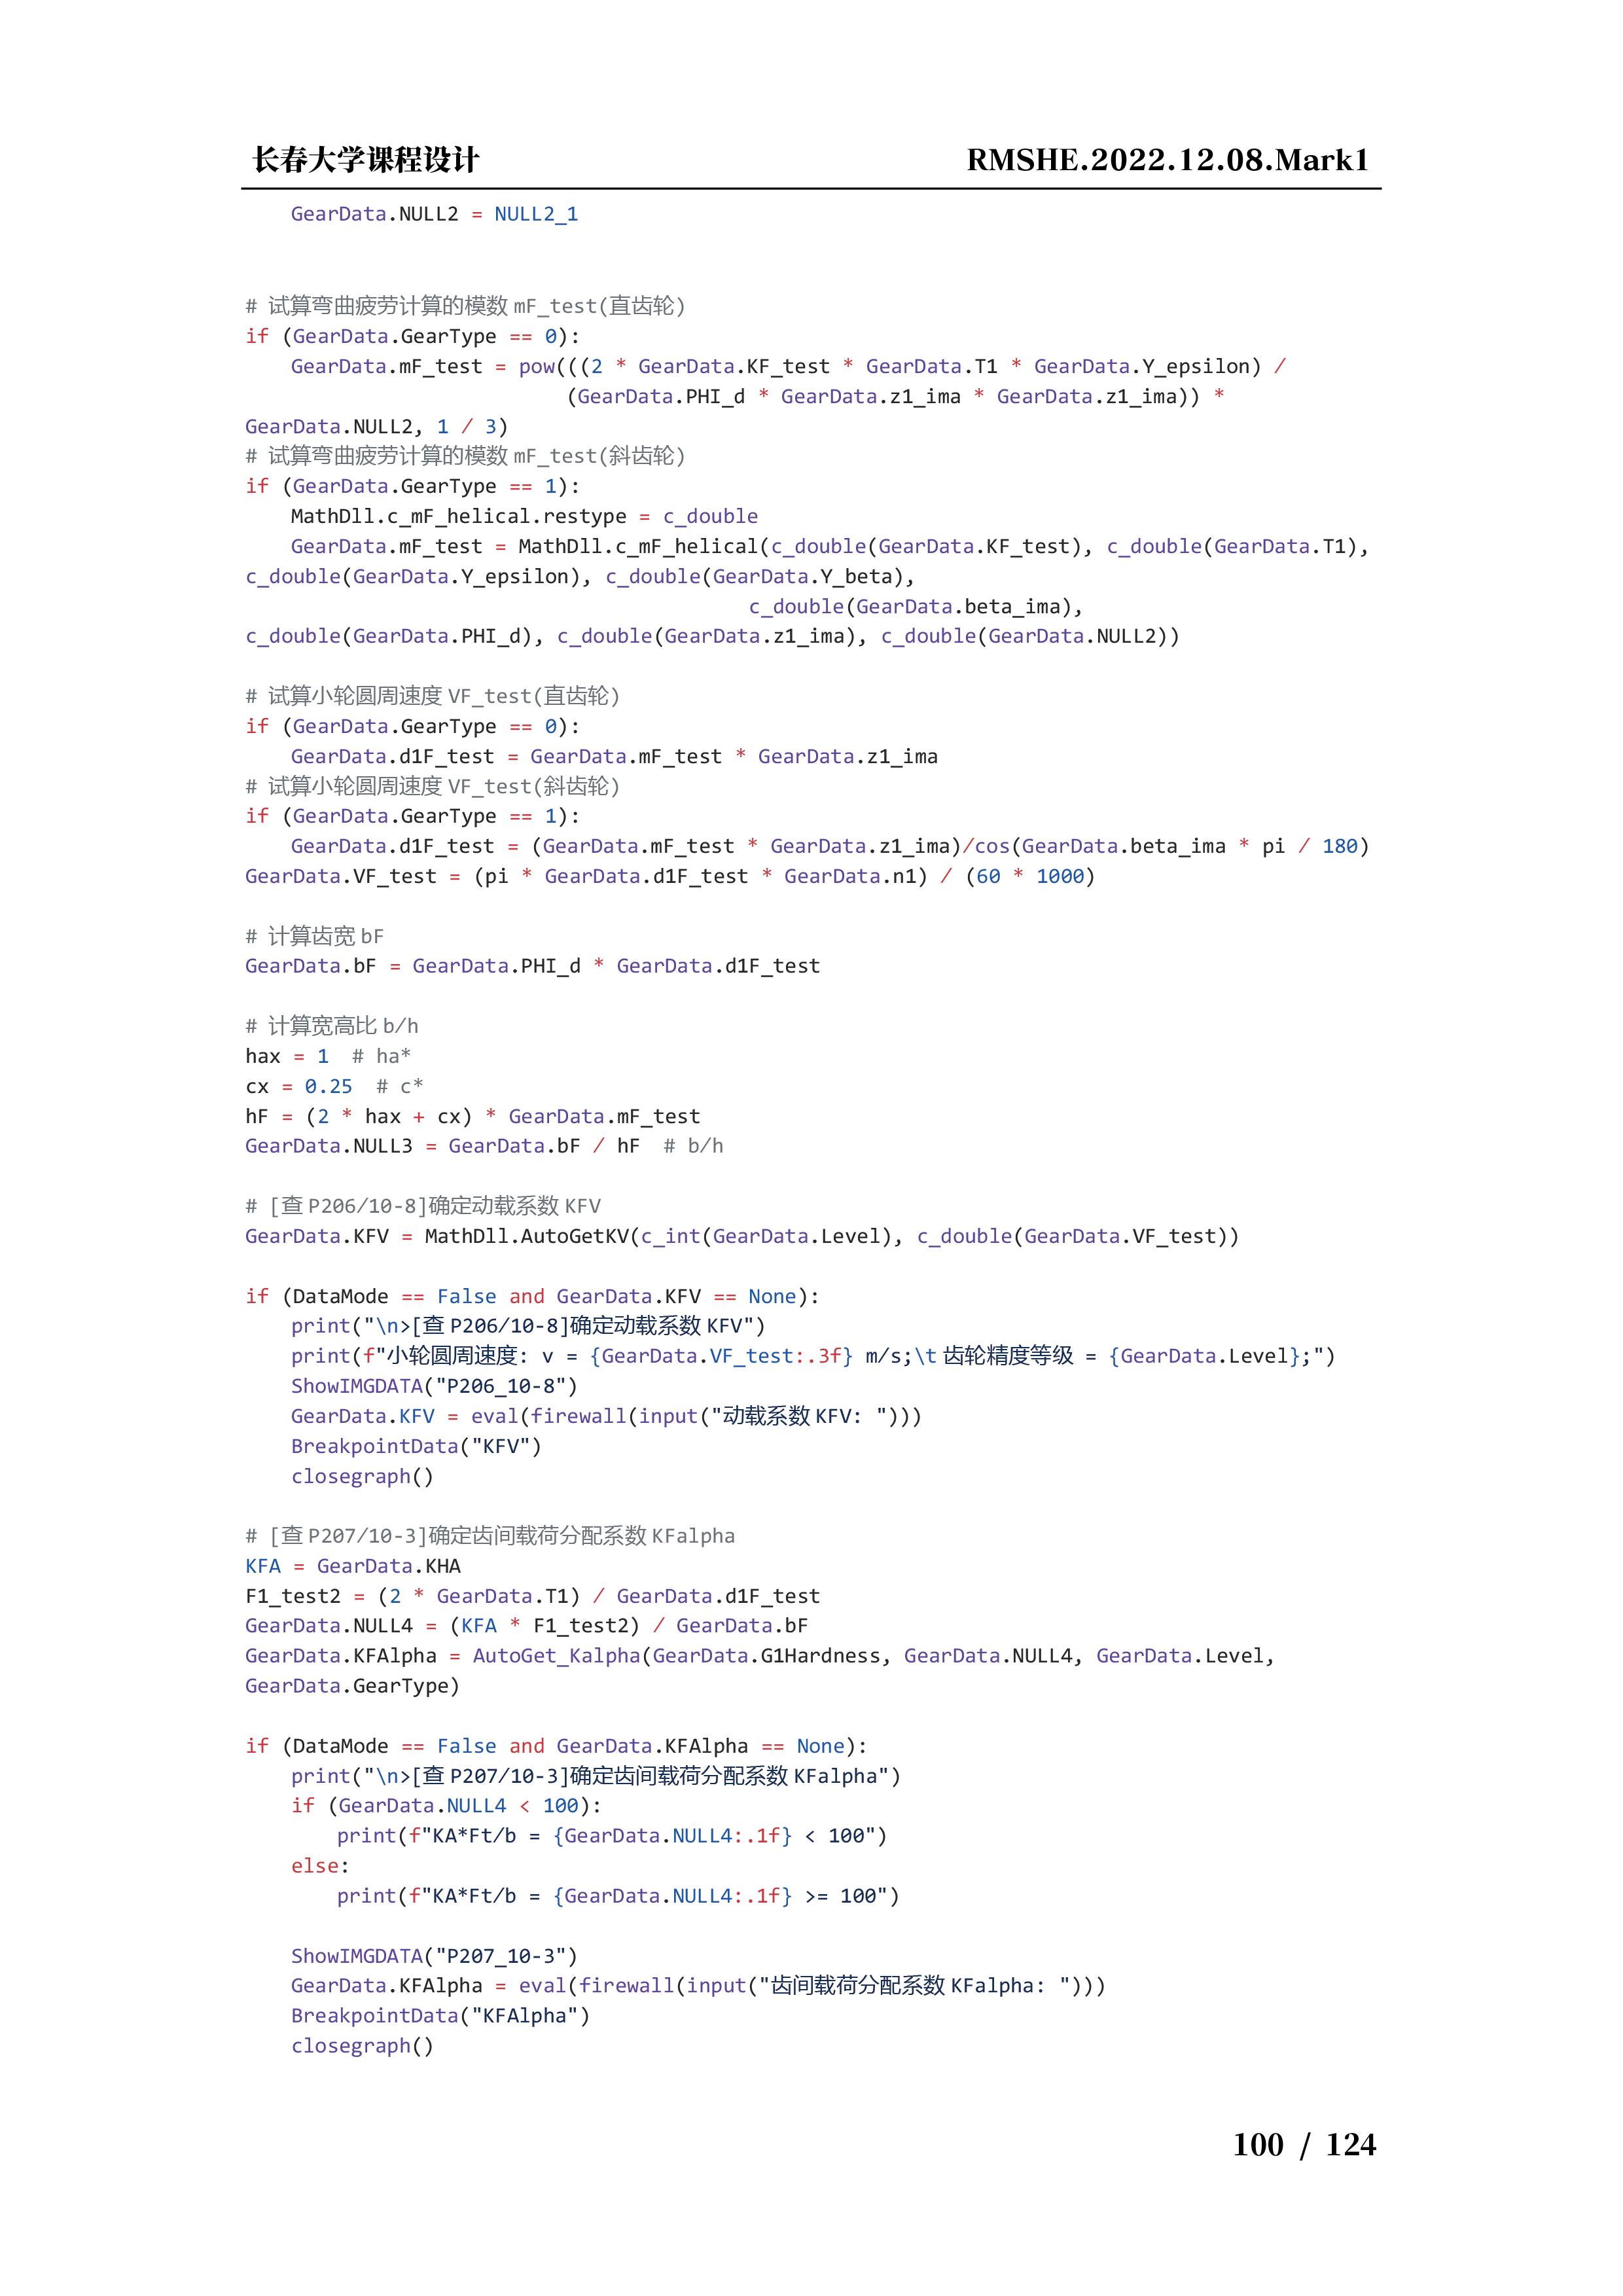 长春大学课程设计 RMSHE.2022.12.08.Mark1
    GearData.NULL2 = NULL2_1
# 试算弯曲疲劳计算的模数 mF_test(直齿轮)
if (GearData.GearType == 0):
    GearData.mF_test = pow(((2 * GearData.KF_test * GearData.T1 * GearData.Y_epsilon) /
                           (GearData.PHI_d * GearData.z1_ima * GearData.z1_ima)) *
GearData.NULL2, 1 / 3)
# 试算弯曲疲劳计算的模数 mF_test(斜齿轮)
if (GearData.GearType == 1):
    MathDll.c_mF_helical.restype = c_double
    GearData.mF_test = MathDll.c_mF_helical(c_double(GearData.KF_test), c_double(GearData.T1),
c_double(GearData.Y_epsilon), c_double(GearData.Y_beta),
                                          c_double(GearData.beta_ima),
c_double(GearData.PHI_d), c_double(GearData.z1_ima), c_double(GearData.NULL2))
# 试算小轮圆周速度 VF_test(直齿轮)
if (GearData.GearType == 0):
    GearData.d1F_test = GearData.mF_test * GearData.z1_ima
# 试算小轮圆周速度 VF_test(斜齿轮)
if (GearData.GearType == 1):
    GearData.d1F_test = (GearData.mF_test * GearData.z1_ima)/cos(GearData.beta_ima * pi / 180)
GearData.VF_test = (pi * GearData.d1F_test * GearData.n1) / (60 * 1000)
# 计算齿宽 bF
GearData.bF = GearData.PHI_d * GearData.d1F_test
# 计算宽高比 b/h
hax = 1  # ha*
cx = 0.25  # c*
hF = (2 * hax + cx) * GearData.mF_test
GearData.NULL3 = GearData.bF / hF  # b/h
# [查 P206/10-8]确定动载系数 KFV
GearData.KFV = MathDll.AutoGetKV(c_int(GearData.Level), c_double(GearData.VF_test))
if (DataMode == False and GearData.KFV == None):
    print("\n>[查 P206/10-8]确定动载系数 KFV")
    print(f"小轮圆周速度: v = {GearData.VF_test:.3f} m/s;\t 齿轮精度等级 = {GearData.Level};")
    ShowIMGDATA("P206_10-8")
    GearData.KFV = eval(firewall(input("动载系数 KFV: ")))
    BreakpointData("KFV")
    closegraph()
# [查 P207/10-3]确定齿间载荷分配系数 KFalpha
KFA = GearData.KHA
F1_test2 = (2 * GearData.T1) / GearData.d1F_test
GearData.NULL4 = (KFA * F1_test2) / GearData.bF
GearData.KFAlpha = AutoGet_Kalpha(GearData.G1Hardness, GearData.NULL4, GearData.Level,
GearData.GearType)
if (DataMode == False and GearData.KFAlpha == None):
    print("\n>[查 P207/10-3]确定齿间载荷分配系数 KFalpha")
    if (GearData.NULL4 < 100):
        print(f"KA*Ft/b = {GearData.NULL4:.1f} < 100")
    else:
        print(f"KA*Ft/b = {GearData.NULL4:.1f} >= 100")
    ShowIMGDATA("P207_10-3")
    GearData.KFAlpha = eval(firewall(input("齿间载荷分配系数 KFalpha: ")))
    BreakpointData("KFAlpha")
    closegraph()
100 / 124